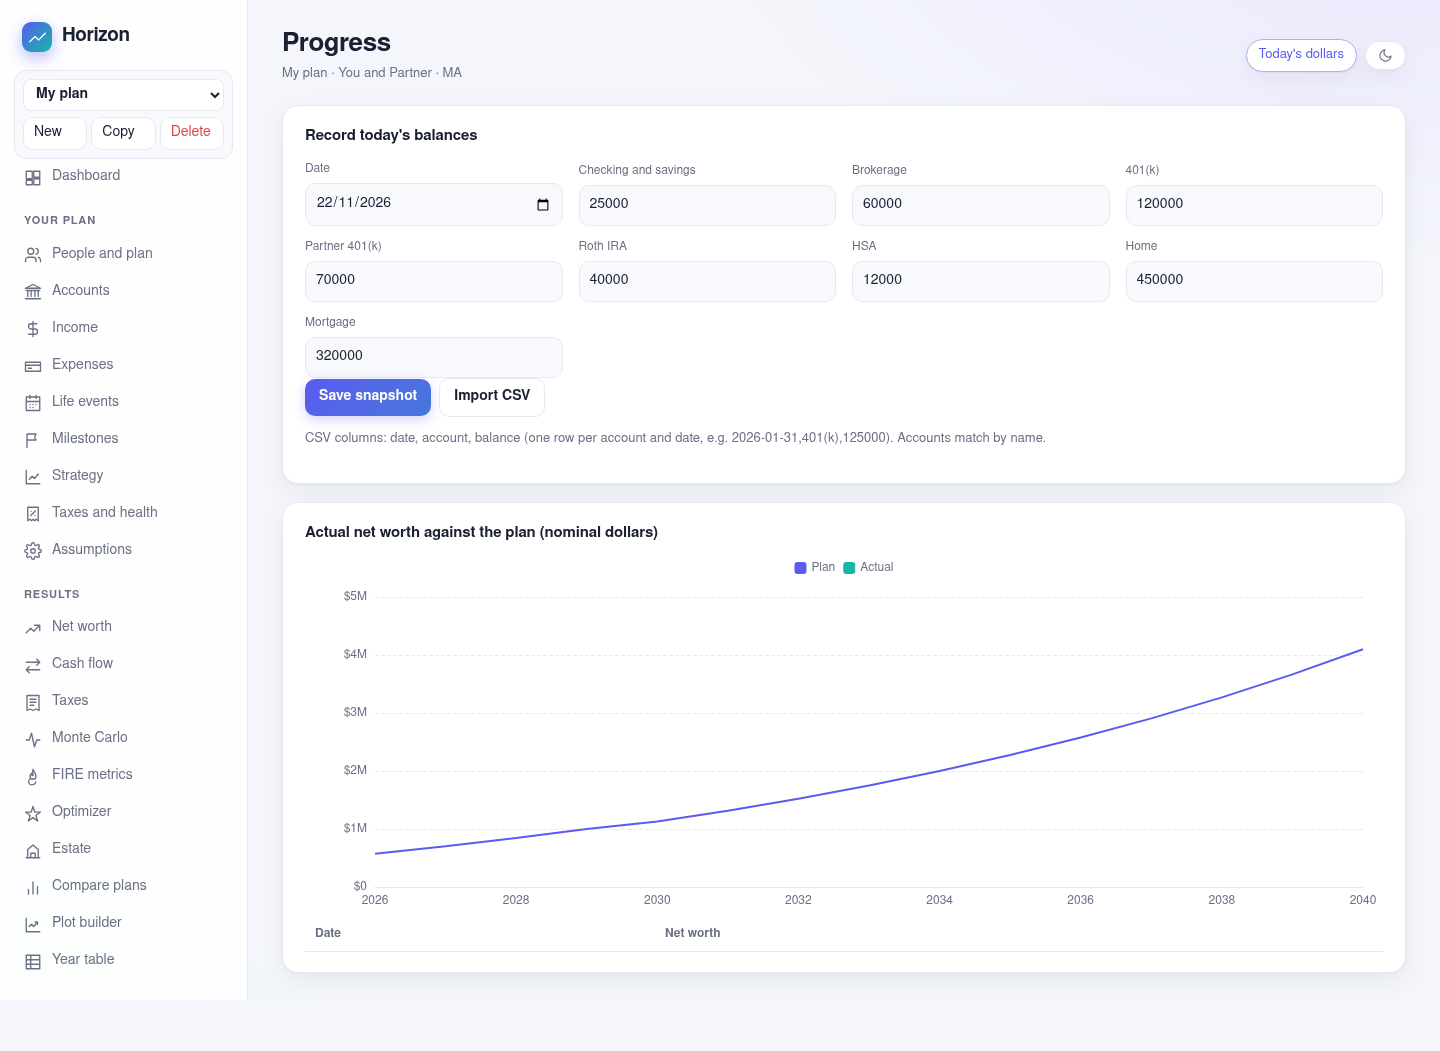 Horizon
My plan
New Copy Delete
Dashboard
YOUR PLAN
People and plan
Accounts
Income
Expenses
Life events
Milestones
Strategy
Taxes and health
Assumptions
RESULTS
Net worth
Cash flow
Taxes
Monte Carlo
FIRE metrics
Optimizer
Estate
Compare plans
Plot builder
Year table
Progress
My plan · You and Partner · MA
Today's dollars
Record today's balances
Date Checking and savings Brokerage 401(k)
22/11/2026 25000 60000 120000
Partner 401(k) Roth IRA HSA Home
70000 40000 12000 450000
Mortgage
320000
Save snapshot Import CSV
CSV columns: date, account, balance (one row per account and date, e.g. 2026-01-31,401(k),125000). Accounts match by name.
Actual net worth against the plan (nominal dollars)
Plan Actual
$5M
$4M
$3M
$2M
$1M
$0
2026 2028 2030 2032 2034 2036 2038 2040
Date Net worth